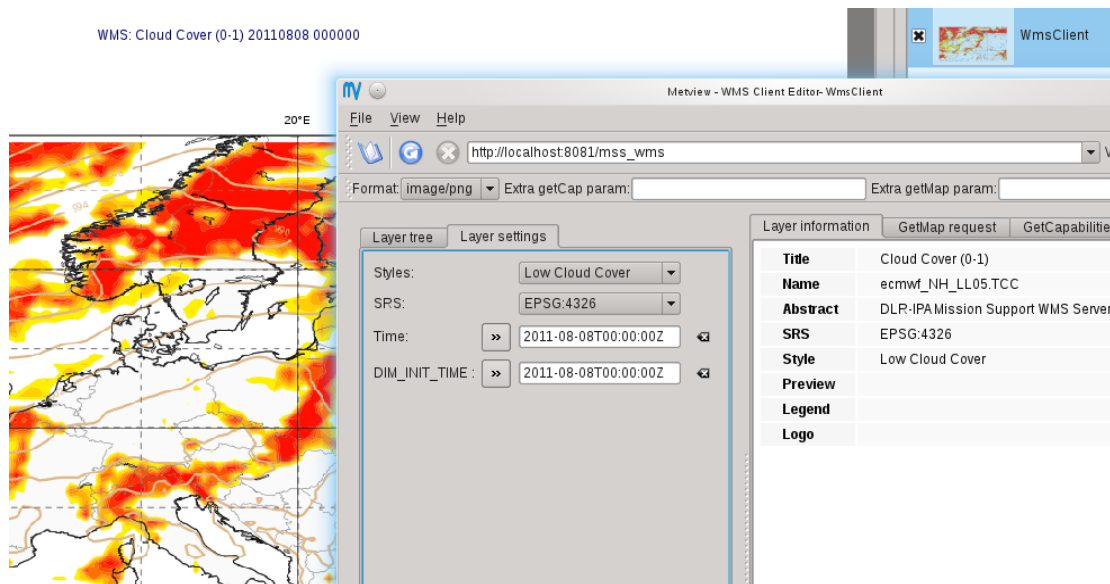 WMS: Cloud Cover (0-1) 20110808 000000
WmsClient
Metview - WMS Client Editor- WmsClient
20°E
File View Help
http://localhost:8081/mss_wms
Format: image/png Extra getCap param: Extra getMap param:
Layer tree Layer settings
Layer information GetMap request GetCapabilitie
Styles: Low Cloud Cover
SRS: EPSG:4326
Time: » 2011-08-08T00:00:00Z
DIM_INIT_TIME : » 2011-08-08T00:00:00Z
Title Cloud Cover (0-1)
Name ecmwf_NH_LL05.TCC
Abstract DLR-IPA Mission Support WMS Server
SRS EPSG:4326
Style Low Cloud Cover
Preview
Legend
Logo
594
590